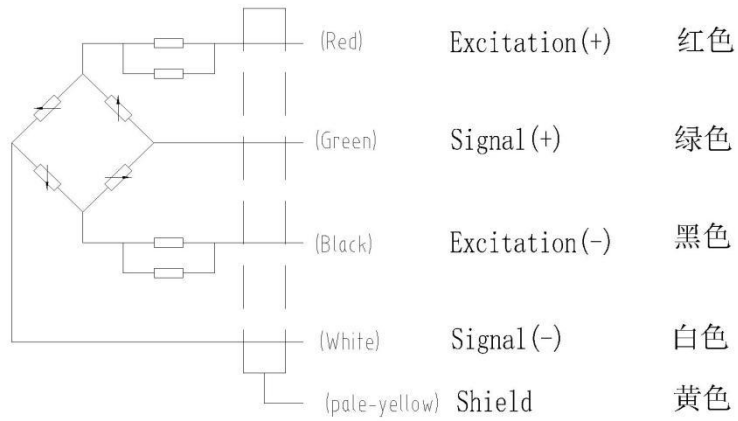 (Red) Excitation(+) 红色
(Green) Signal(+) 绿色
(Black) Excitation(-) 黑色
(White) Signal(-) 白色
(pale-yellow) Shield 黄色